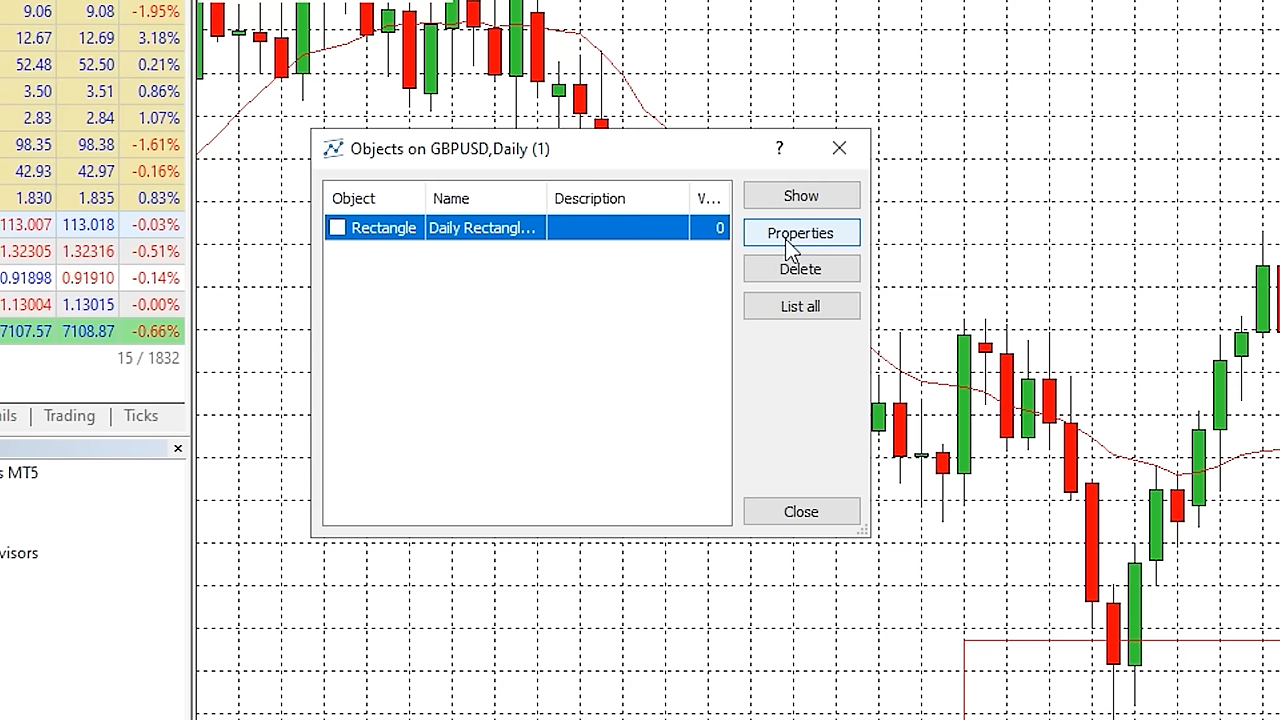 9.06 9.08 -1.95%
12.67 12.69 3.18%
52.48 52.50 0.21%
3.50 3.51 0.86%
2.83 2.84 1.07%
98.35 98.38 -1.61%
42.93 42.97 -0.16%
1.830 1.835 0.83%
113.007 113.018 -0.03%
1.32305 1.32316 -0.51%
0.91898 0.91910 -0.14%
1.13004 1.13015 -0.00%
7107.57 7108.87 -0.66%
15 / 1832
ils | Trading | Ticks
s MT5
visors
Objects on GBPUSD,Daily (1)
?
Object Name Description V...
Rectangle Daily Rectangl... 0
Show
Properties
Delete
List all
Close